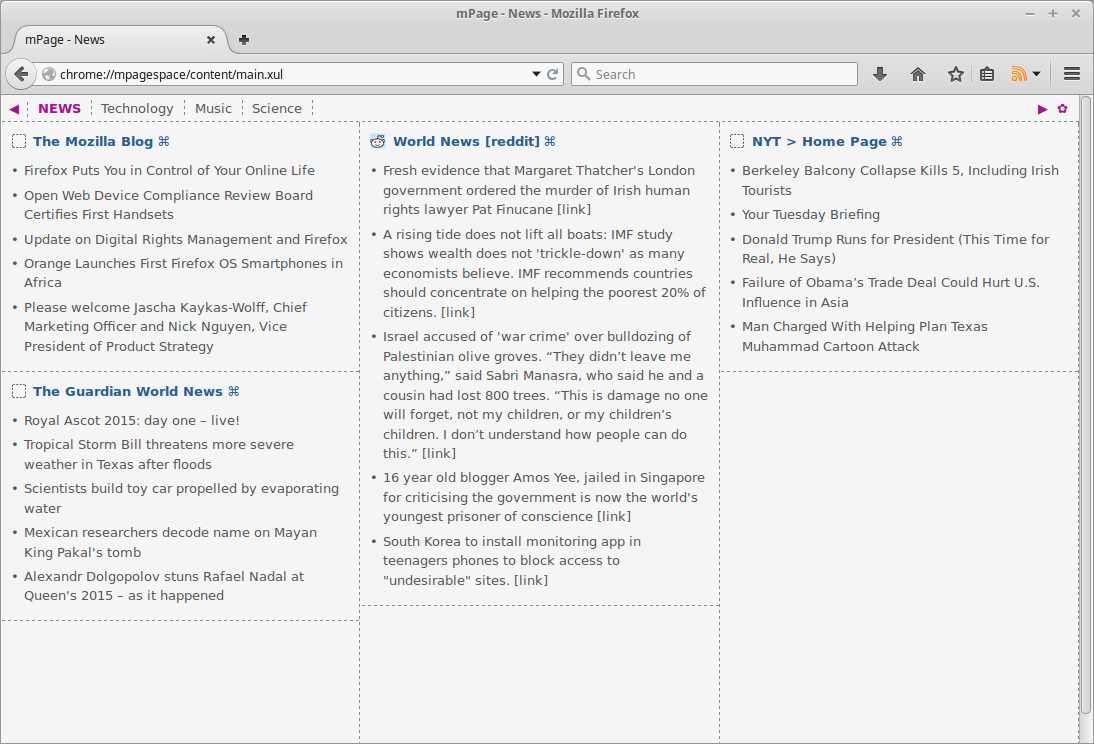 mPage - News - Mozilla Firefox
mPage - News
chrome://mpagespace/content/main.xul
Search
NEWS
Technology
Music
Science
The Mozilla Blog ⌘
• Firefox Puts You in Control of Your Online Life
• Open Web Device Compliance Review Board
Certifies First Handsets
• Update on Digital Rights Management and Firefox
• Orange Launches First Firefox OS Smartphones in
Africa
• Please welcome Jascha Kaykas-Wolff, Chief
Marketing Officer and Nick Nguyen, Vice
President of Product Strategy
The Guardian World News ⌘
• Royal Ascot 2015: day one – live!
• Tropical Storm Bill threatens more severe
weather in Texas after floods
• Scientists build toy car propelled by evaporating
water
• Mexican researchers decode name on Mayan
King Pakal's tomb
• Alexandr Dolgopolov stuns Rafael Nadal at
Queen's 2015 – as it happened
World News [reddit] ⌘
• Fresh evidence that Margaret Thatcher's London
government ordered the murder of Irish human
rights lawyer Pat Finucane [link]
• A rising tide does not lift all boats: IMF study
shows wealth does not 'trickle-down' as many
economists believe. IMF recommends countries
should concentrate on helping the poorest 20% of
citizens. [link]
• Israel accused of 'war crime' over bulldozing of
Palestinian olive groves. “They didn’t leave me
anything,” said Sabri Manasra, who said he and a
cousin had lost 800 trees. “This is damage no one
will forget, not my children, or my children’s
children. I don’t understand how people can do
this.” [link]
• 16 year old blogger Amos Yee, jailed in Singapore
for criticising the government is now the world's
youngest prisoner of conscience [link]
• South Korea to install monitoring app in
teenagers phones to block access to
"undesirable" sites. [link]
NYT > Home Page ⌘
• Berkeley Balcony Collapse Kills 5, Including Irish
Tourists
• Your Tuesday Briefing
• Donald Trump Runs for President (This Time for
Real, He Says)
• Failure of Obama’s Trade Deal Could Hurt U.S.
Influence in Asia
• Man Charged With Helping Plan Texas
Muhammad Cartoon Attack